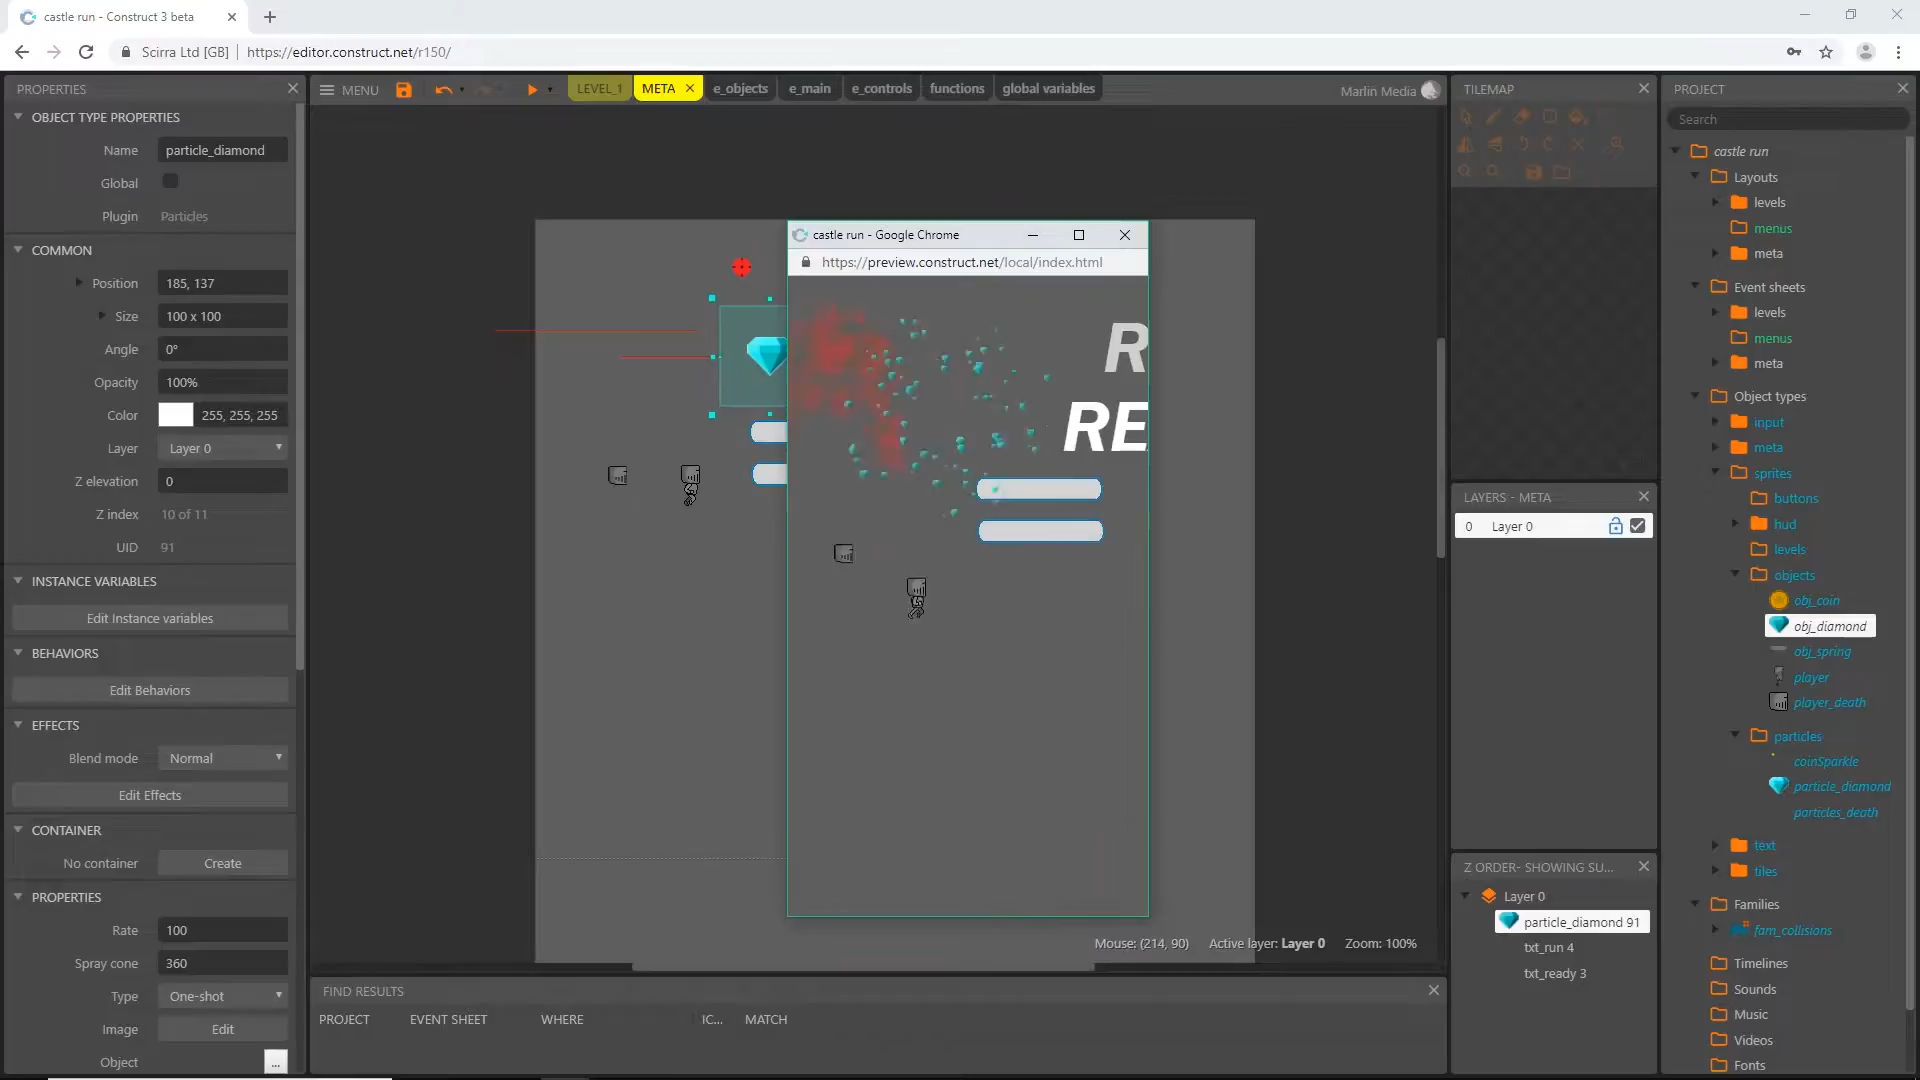 castle run - Construct 3 beta
Scirra Ltd [GB] https://editor.construct.net/r150/
PROPERTIES
OBJECT TYPE PROPERTIES
Name particle_diamond
Global
Plugin Particles
COMMON
Position 185, 137
Size 100 x 100
Angle 0°
Opacity 100%
Color 255, 255, 255
Layer Layer 0
Z elevation 0
Z index 10 of 11
UID 91
INSTANCE VARIABLES
Edit Instance variables
BEHAVIORS
Edit Behaviors
EFFECTS
Blend mode Normal
Edit Effects
CONTAINER
No container Create
PROPERTIES
Rate 100
Spray cone 360
Type One-shot
Image Edit
Object ...
MENU LEVEL_1 META e_objects e_main e_controls functions global variables Marlin Media
castle run - Google Chrome
https://preview.construct.net/local/index.html
R
RE
Mouse: (214, 90) Active layer: Layer 0 Zoom: 100%
FIND RESULTS
PROJECT EVENT SHEET WHERE IC... MATCH
TILEMAP
LAYERS - META
0 Layer 0
Z ORDER- SHOWING SU...
Layer 0
particle_diamond 91
txt_run 4
txt_ready 3
PROJECT
Search
castle run
Layouts
levels
menus
meta
Event sheets
levels
menus
meta
Object types
input
meta
sprites
buttons
hud
levels
objects
obj_coin
obj_diamond
obj_spring
player
player_death
particles
coinSparkle
particle_diamond
particles_death
text
tiles
Families
fam_collisions
Timelines
Sounds
Music
Videos
Fonts